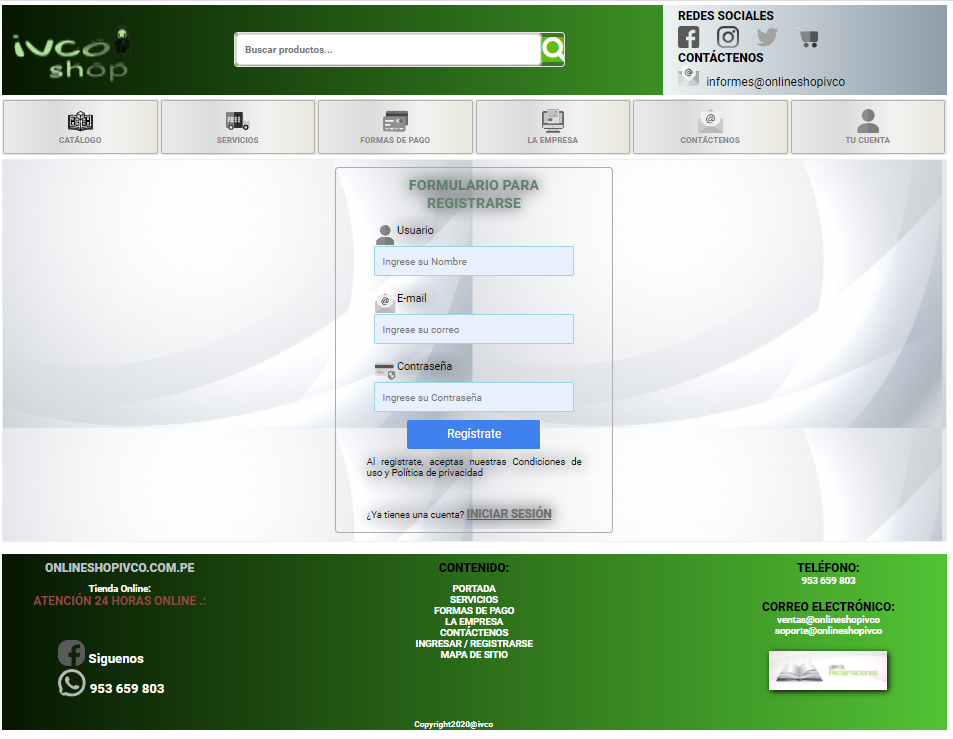 ivco
shop
Buscar productos...
REDES SOCIALES
CONTÁCTENOS
informes@onlineshopivco
FREE
CATÁLOGO
SERVICIOS
FORMAS DE PAGO
LA EMPRESA
CONTÁCTENOS
TU CUENTA
FORMULARIO PARA
REGISTRARSE
Usuario
Ingrese su Nombre
E-mail
Ingrese su correo
Contraseña
Ingrese su Contraseña
Regístrate
Al registrate, aceptas nuestras Condiciones de
uso y Política de privacidad
¿Ya tienes una cuenta? INICIAR SESIÓN
ONLINESHOPIVCO.COM.PE
Tienda Online:
ATENCIÓN 24 HORAS ONLINE .:
Siguenos
953 659 803
CONTENIDO:
PORTADA
SERVICIOS
FORMAS DE PAGO
LA EMPRESA
CONTÁCTENOS
INGRESAR / REGISTRARSE
MAPA DE SITIO
TELÉFONO:
953 659 803
CORREO ELECTRÓNICO:
ventas@onlineshopivco
soporte@onlineshopivco
LIBRO DE
Reclamaciones
Copyright2020@ivco